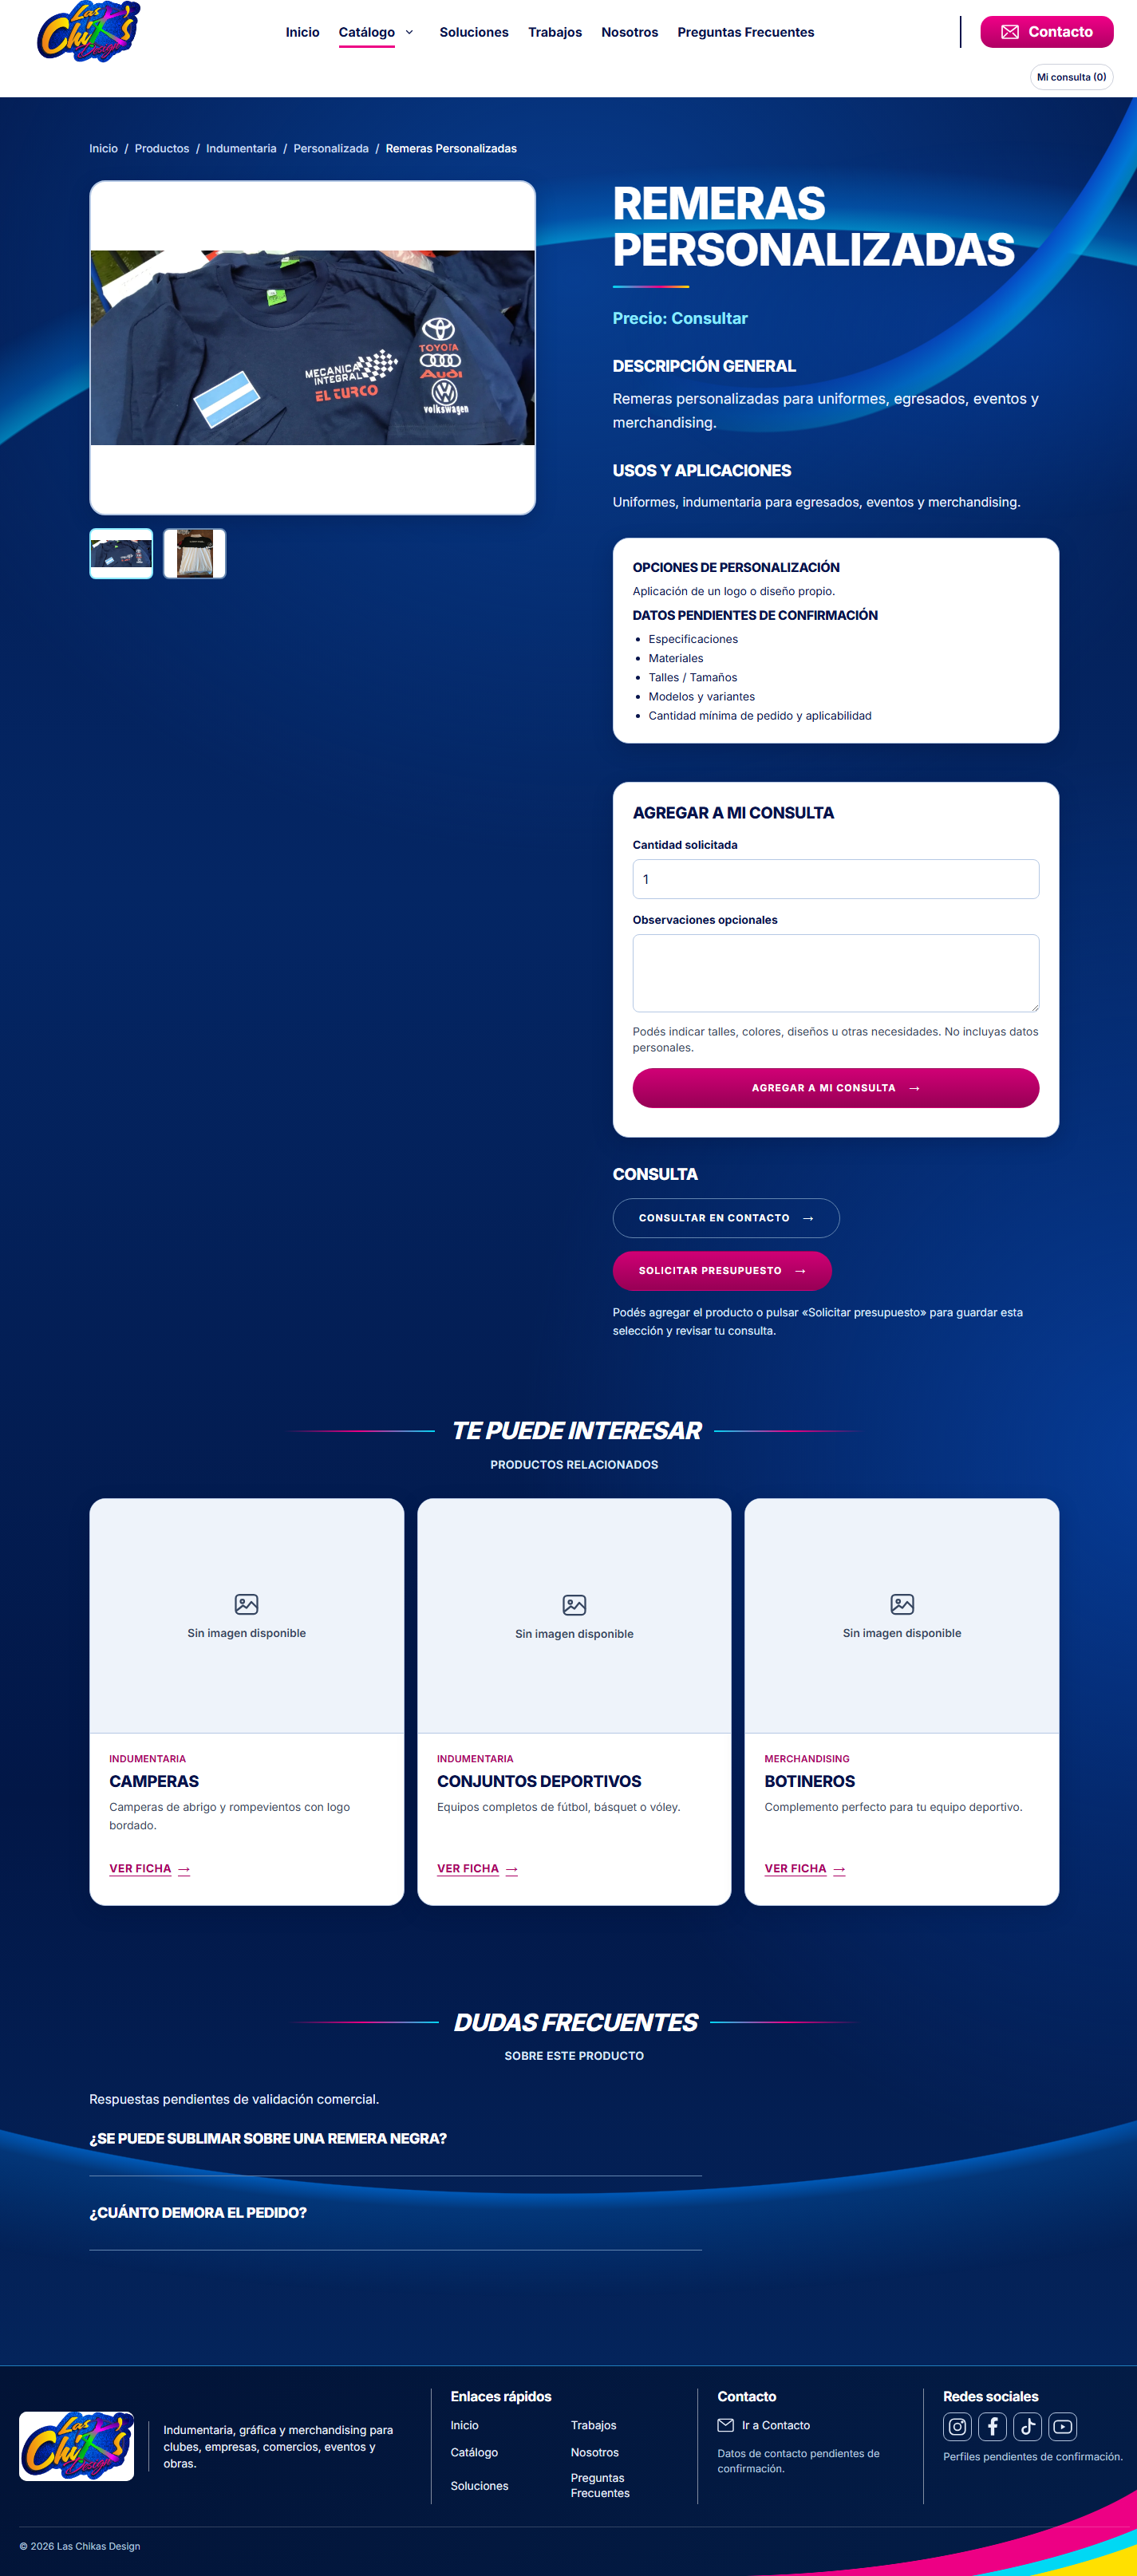 Las
Chikas'
Design
Inicio
Catálogo
Soluciones
Trabajos
Nosotros
Preguntas Frecuentes
Contacto
Mi consulta (0)
Inicio / Productos / Indumentaria / Personalizada / Remeras Personalizadas
MECANICA
INTEGRAL
EL TURCO
TOYOTA
Audi
volkswagen
REMERAS
PERSONALIZADAS
Precio: Consultar
DESCRIPCIÓN GENERAL
Remeras personalizadas para uniformes, egresados, eventos y
merchandising.
USOS Y APLICACIONES
Uniformes, indumentaria para egresados, eventos y merchandising.
OPCIONES DE PERSONALIZACIÓN
Aplicación de un logo o diseño propio.
DATOS PENDIENTES DE CONFIRMACIÓN
• Especificaciones
• Materiales
• Talles / Tamaños
• Modelos y variantes
• Cantidad mínima de pedido y aplicabilidad
AGREGAR A MI CONSULTA
Cantidad solicitada
1
Observaciones opcionales
Podés indicar talles, colores, diseños u otras necesidades. No incluyas datos
personales.
AGREGAR A MI CONSULTA →
CONSULTA
CONSULTAR EN CONTACTO →
SOLICITAR PRESUPUESTO →
Podés agregar el producto o pulsar «Solicitar presupuesto» para guardar esta
selección y revisar tu consulta.
TE PUEDE INTERESAR
PRODUCTOS RELACIONADOS
Sin imagen disponible
INDUMENTARIA
CAMPERAS
Camperas de abrigo y rompevientos con logo
bordado.
VER FICHA →
Sin imagen disponible
INDUMENTARIA
CONJUNTOS DEPORTIVOS
Equipos completos de fútbol, básquet o vóley.
VER FICHA →
Sin imagen disponible
MERCHANDISING
BOTINEROS
Complemento perfecto para tu equipo deportivo.
VER FICHA →
DUDAS FRECUENTES
SOBRE ESTE PRODUCTO
Respuestas pendientes de validación comercial.
¿SE PUEDE SUBLIMAR SOBRE UNA REMERA NEGRA?
¿CUÁNTO DEMORA EL PEDIDO?
Las
Chikas'
Design
Indumentaria, gráfica y merchandising para
clubes, empresas, comercios, eventos y
obras.
Enlaces rápidos
Inicio
Trabajos
Catálogo
Nosotros
Soluciones
Preguntas
Frecuentes
Contacto
Ir a Contacto
Datos de contacto pendientes de
confirmación.
Redes sociales
Perfiles pendientes de confirmación.
© 2026 Las Chikas Design